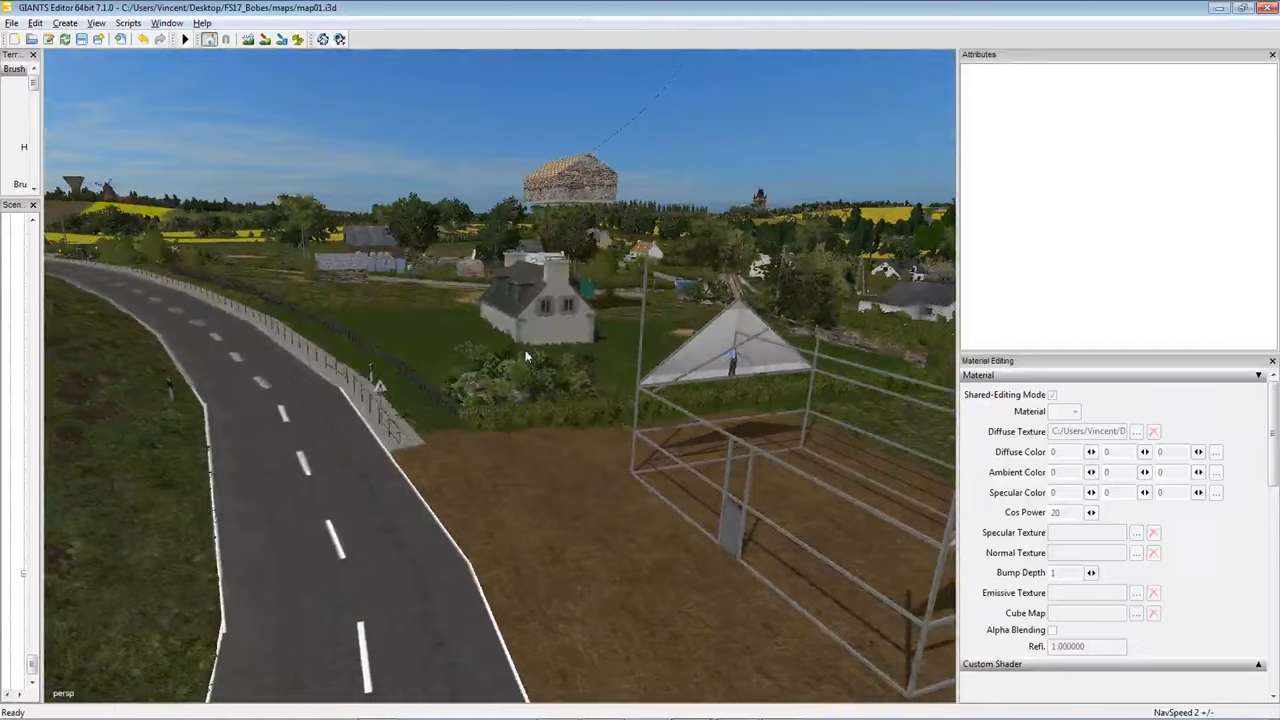 GIANTS Editor 64bit 7.1.0 - C:/Users/Vincent/Desktop/FS17_Bobes/maps/map01.i3d
File Edit Create View Scripts Window Help
Terr...
Brush
H
Bru
Scen...
persp
Ready
Attributes
Material Editing
Material
Shared-Editing Mode
Material
Diffuse Texture C:/Users/Vincent/D ...
Diffuse Color 0 0 0 ...
Ambient Color 0 0 0 ...
Specular Color 0 0 0 ...
Cos Power 20
Specular Texture ...
Normal Texture ...
Bump Depth 1
Emissive Texture ...
Cube Map ...
Alpha Blending
Refl. 1.000000
Custom Shader
NavSpeed 2 +/-